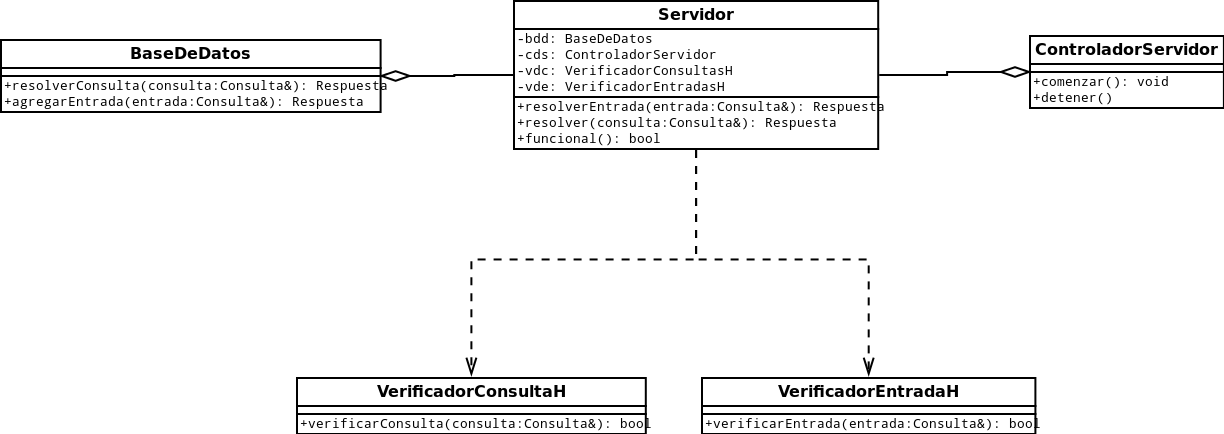 BaseDeDatos
+resolverConsulta(consulta:Consulta&): Respuesta
+agregarEntrada(entrada:Consulta&): Respuesta
Servidor
-bdd: BaseDeDatos
-cds: ControladorServidor
-vdc: VerificadorConsultasH
-vde: VerificadorEntradasH
+resolverEntrada(entrada:Consulta&): Respuesta
+resolver(consulta:Consulta&): Respuesta
+funcional(): bool
ControladorServidor
+comenzar(): void
+detener()
VerificadorConsultaH
+verificarConsulta(consulta:Consulta&): bool
VerificadorEntradaH
+verificarEntrada(entrada:Consulta&): bool